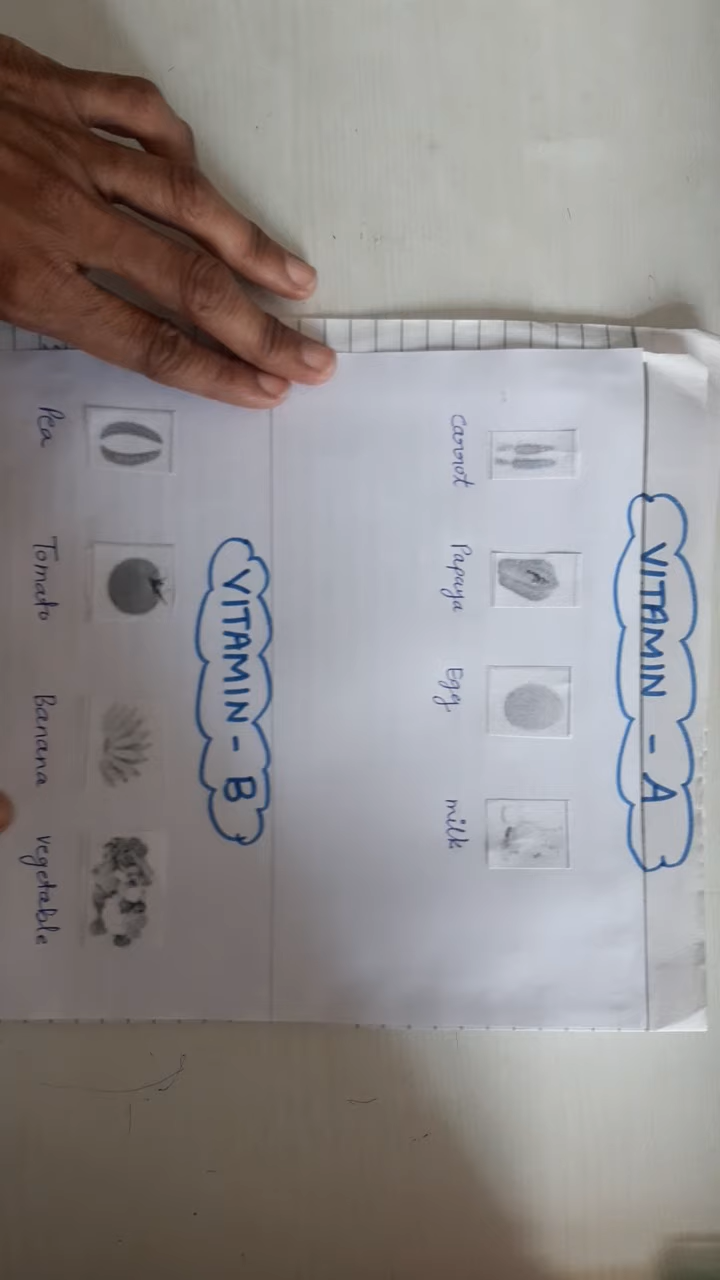 VITAMIN - A
Carrot Papaya Egg milk
VITAMIN - B
Pea Tomato Banana vegetable